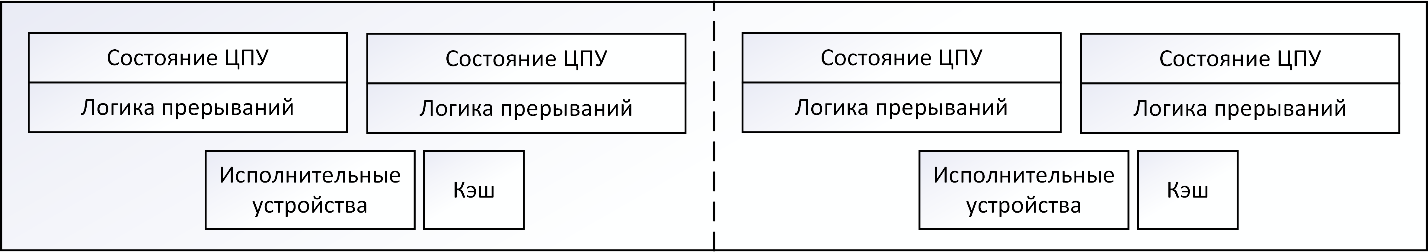 Состояние ЦПУ
Логика прерываний
Состояние ЦПУ
Логика прерываний
Исполнительные
устройства
Кэш
Состояние ЦПУ
Логика прерываний
Состояние ЦПУ
Логика прерываний
Исполнительные
устройства
Кэш